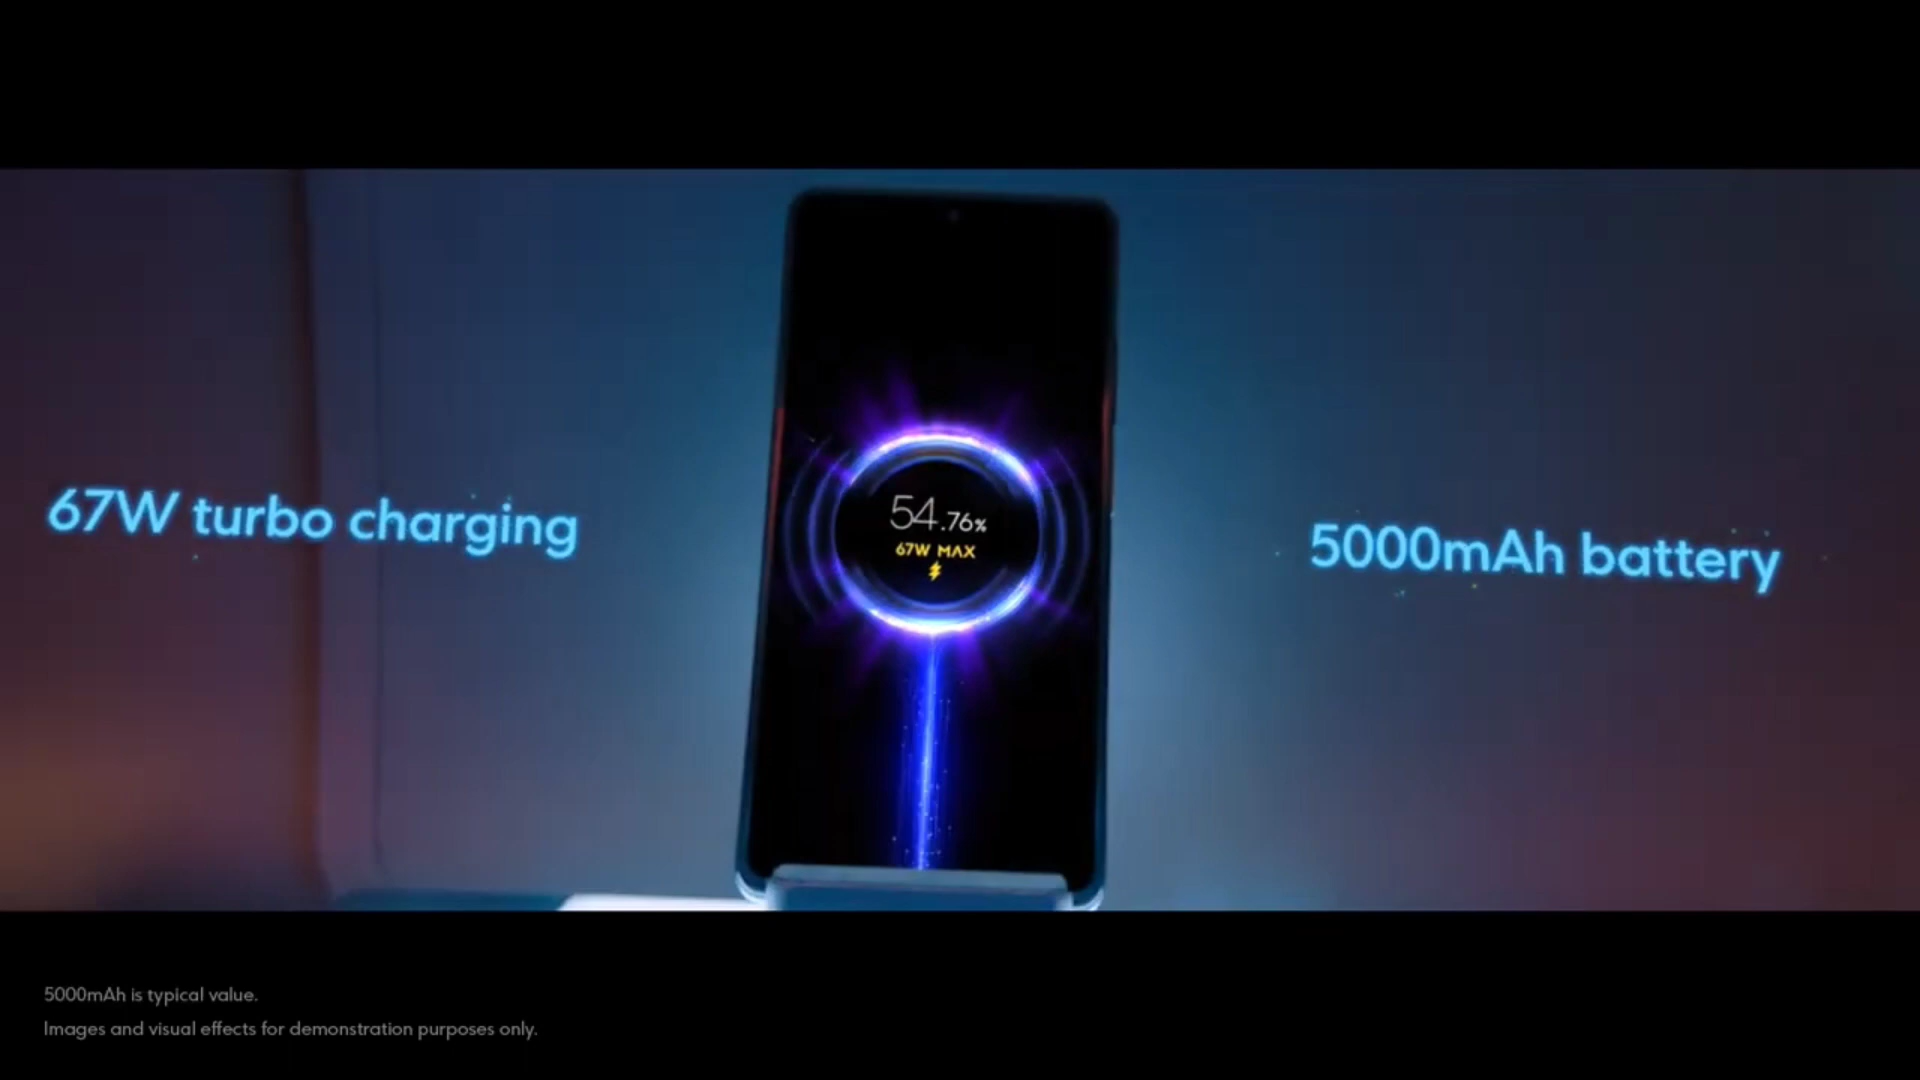 67W turbo charging
54.76%
67W MAX
5000mAh battery
5000mAh is typical value.
Images and visual effects for demonstration purposes only.